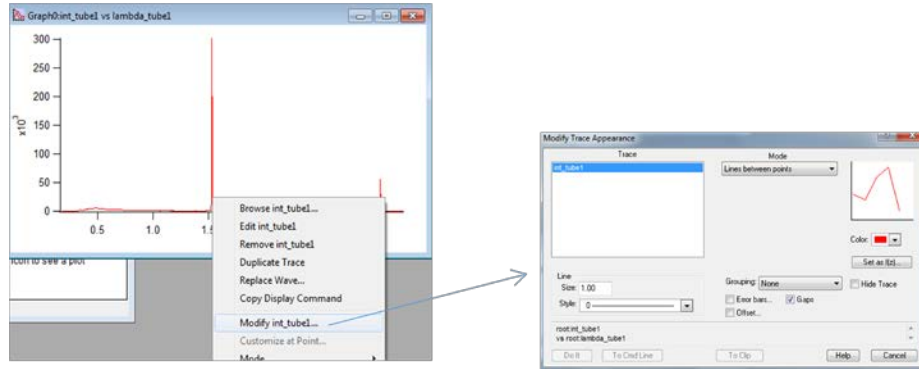 Graph0:int_tube1 vs lambda_tube1
300
250
200
150
100
50
0
x10³
0.5
1.0
1.5
icon to see a plot
Browse int_tube1...
Edit int_tube1
Remove int_tube1
Duplicate Trace
Replace Wave...
Copy Display Command
Modify int_tube1...
Customize at Point...
Mode
Modify Trace Appearance
Trace
Mode
int_tube1
Lines between points
Color:
Set as f(z)...
Line
Size: 1.00
Style: 0
Grouping: None
Hide Trace
Error bars...
Gaps
Offset...
root:int_tube1
vs root:lambda_tube1
Do It
To Cmd Line
To Clip
Help
Cancel